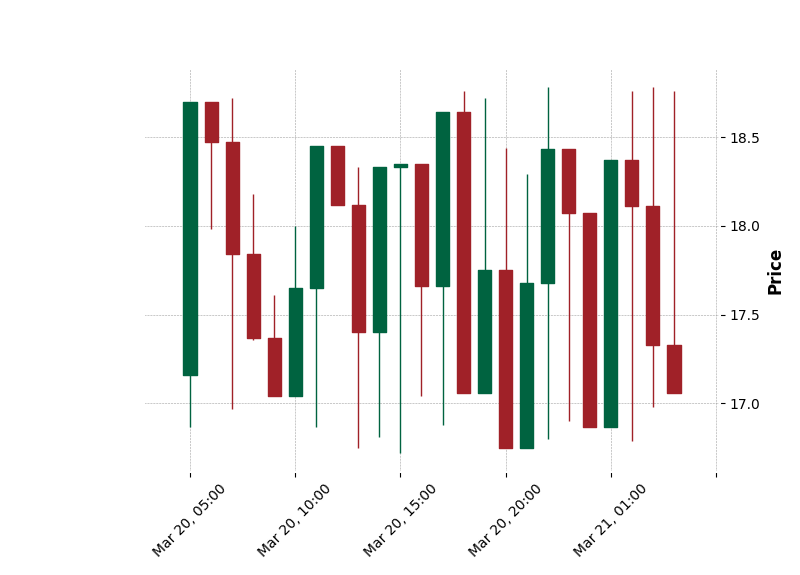 18.5
18.0
17.5
17.0
Price
Mar 20, 05:00
Mar 20, 10:00
Mar 20, 15:00
Mar 20, 20:00
Mar 21, 01:00